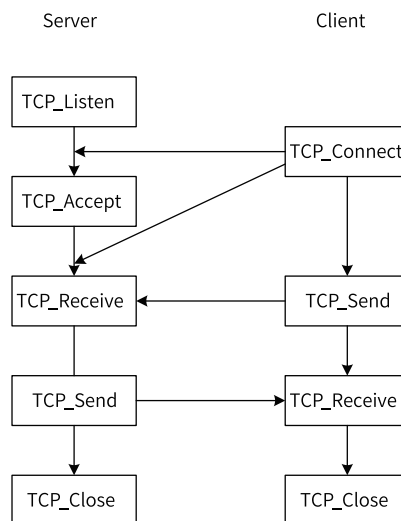 Server
Client
TCP_Listen
TCP_Connect
TCP_Accept
TCP_Receive
TCP_Send
TCP_Send
TCP_Receive
TCP_Close
TCP_Close